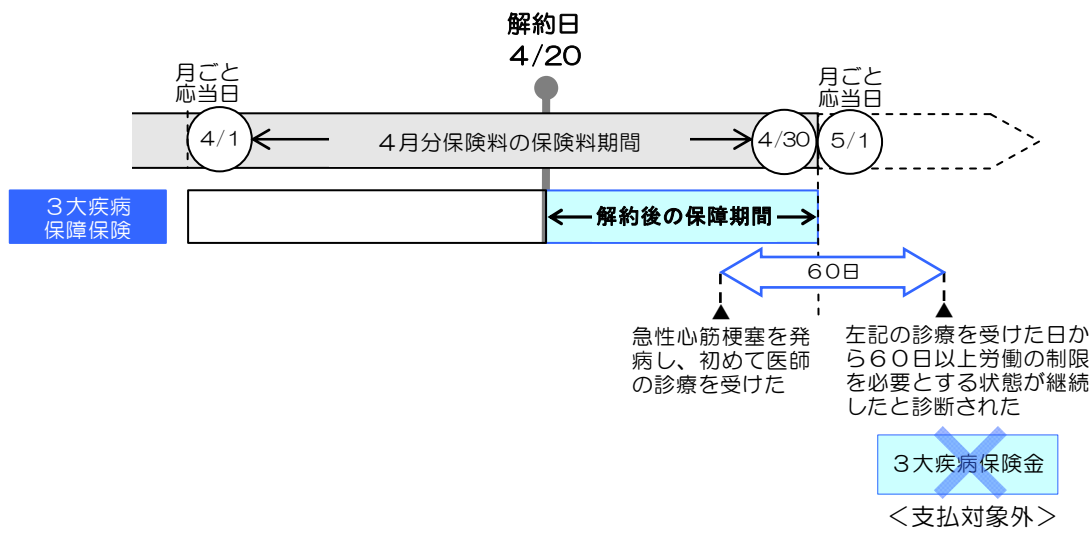 解約日
4/20
月ごと
応当日
月ごと
応当日
4/1
4月分保険料の保険料期間
4/30
5/1
3大疾病
保障保険
解約後の保障期間
60日
急性心筋梗塞を発
病し、初めて医師
の診療を受けた
左記の診療を受けた日か
ら60日以上労働の制限
を必要とする状態が継続
したと診断された
3大疾病保険金
＜支払対象外＞